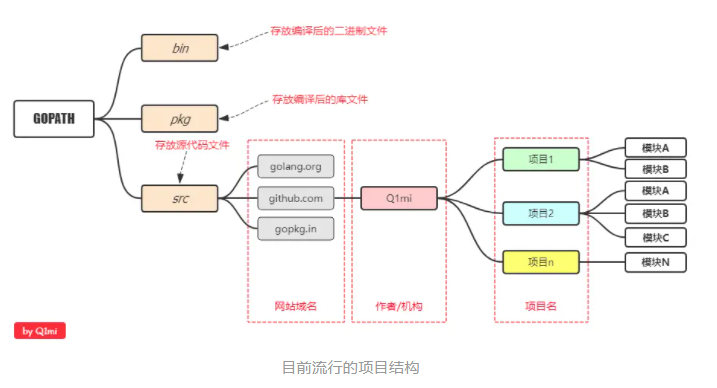 存放编译后的二进制文件
bin
GOPATH
pkg
存放编译后的库文件
存放源代码文件
src
golang.org
github.com
gopkg.in
Q1mi
项目1
模块A
模块B
项目2
模块A
模块B
模块C
项目n
模块N
网站域名
作者/机构
项目名
by Q1mi
目前流行的项目结构